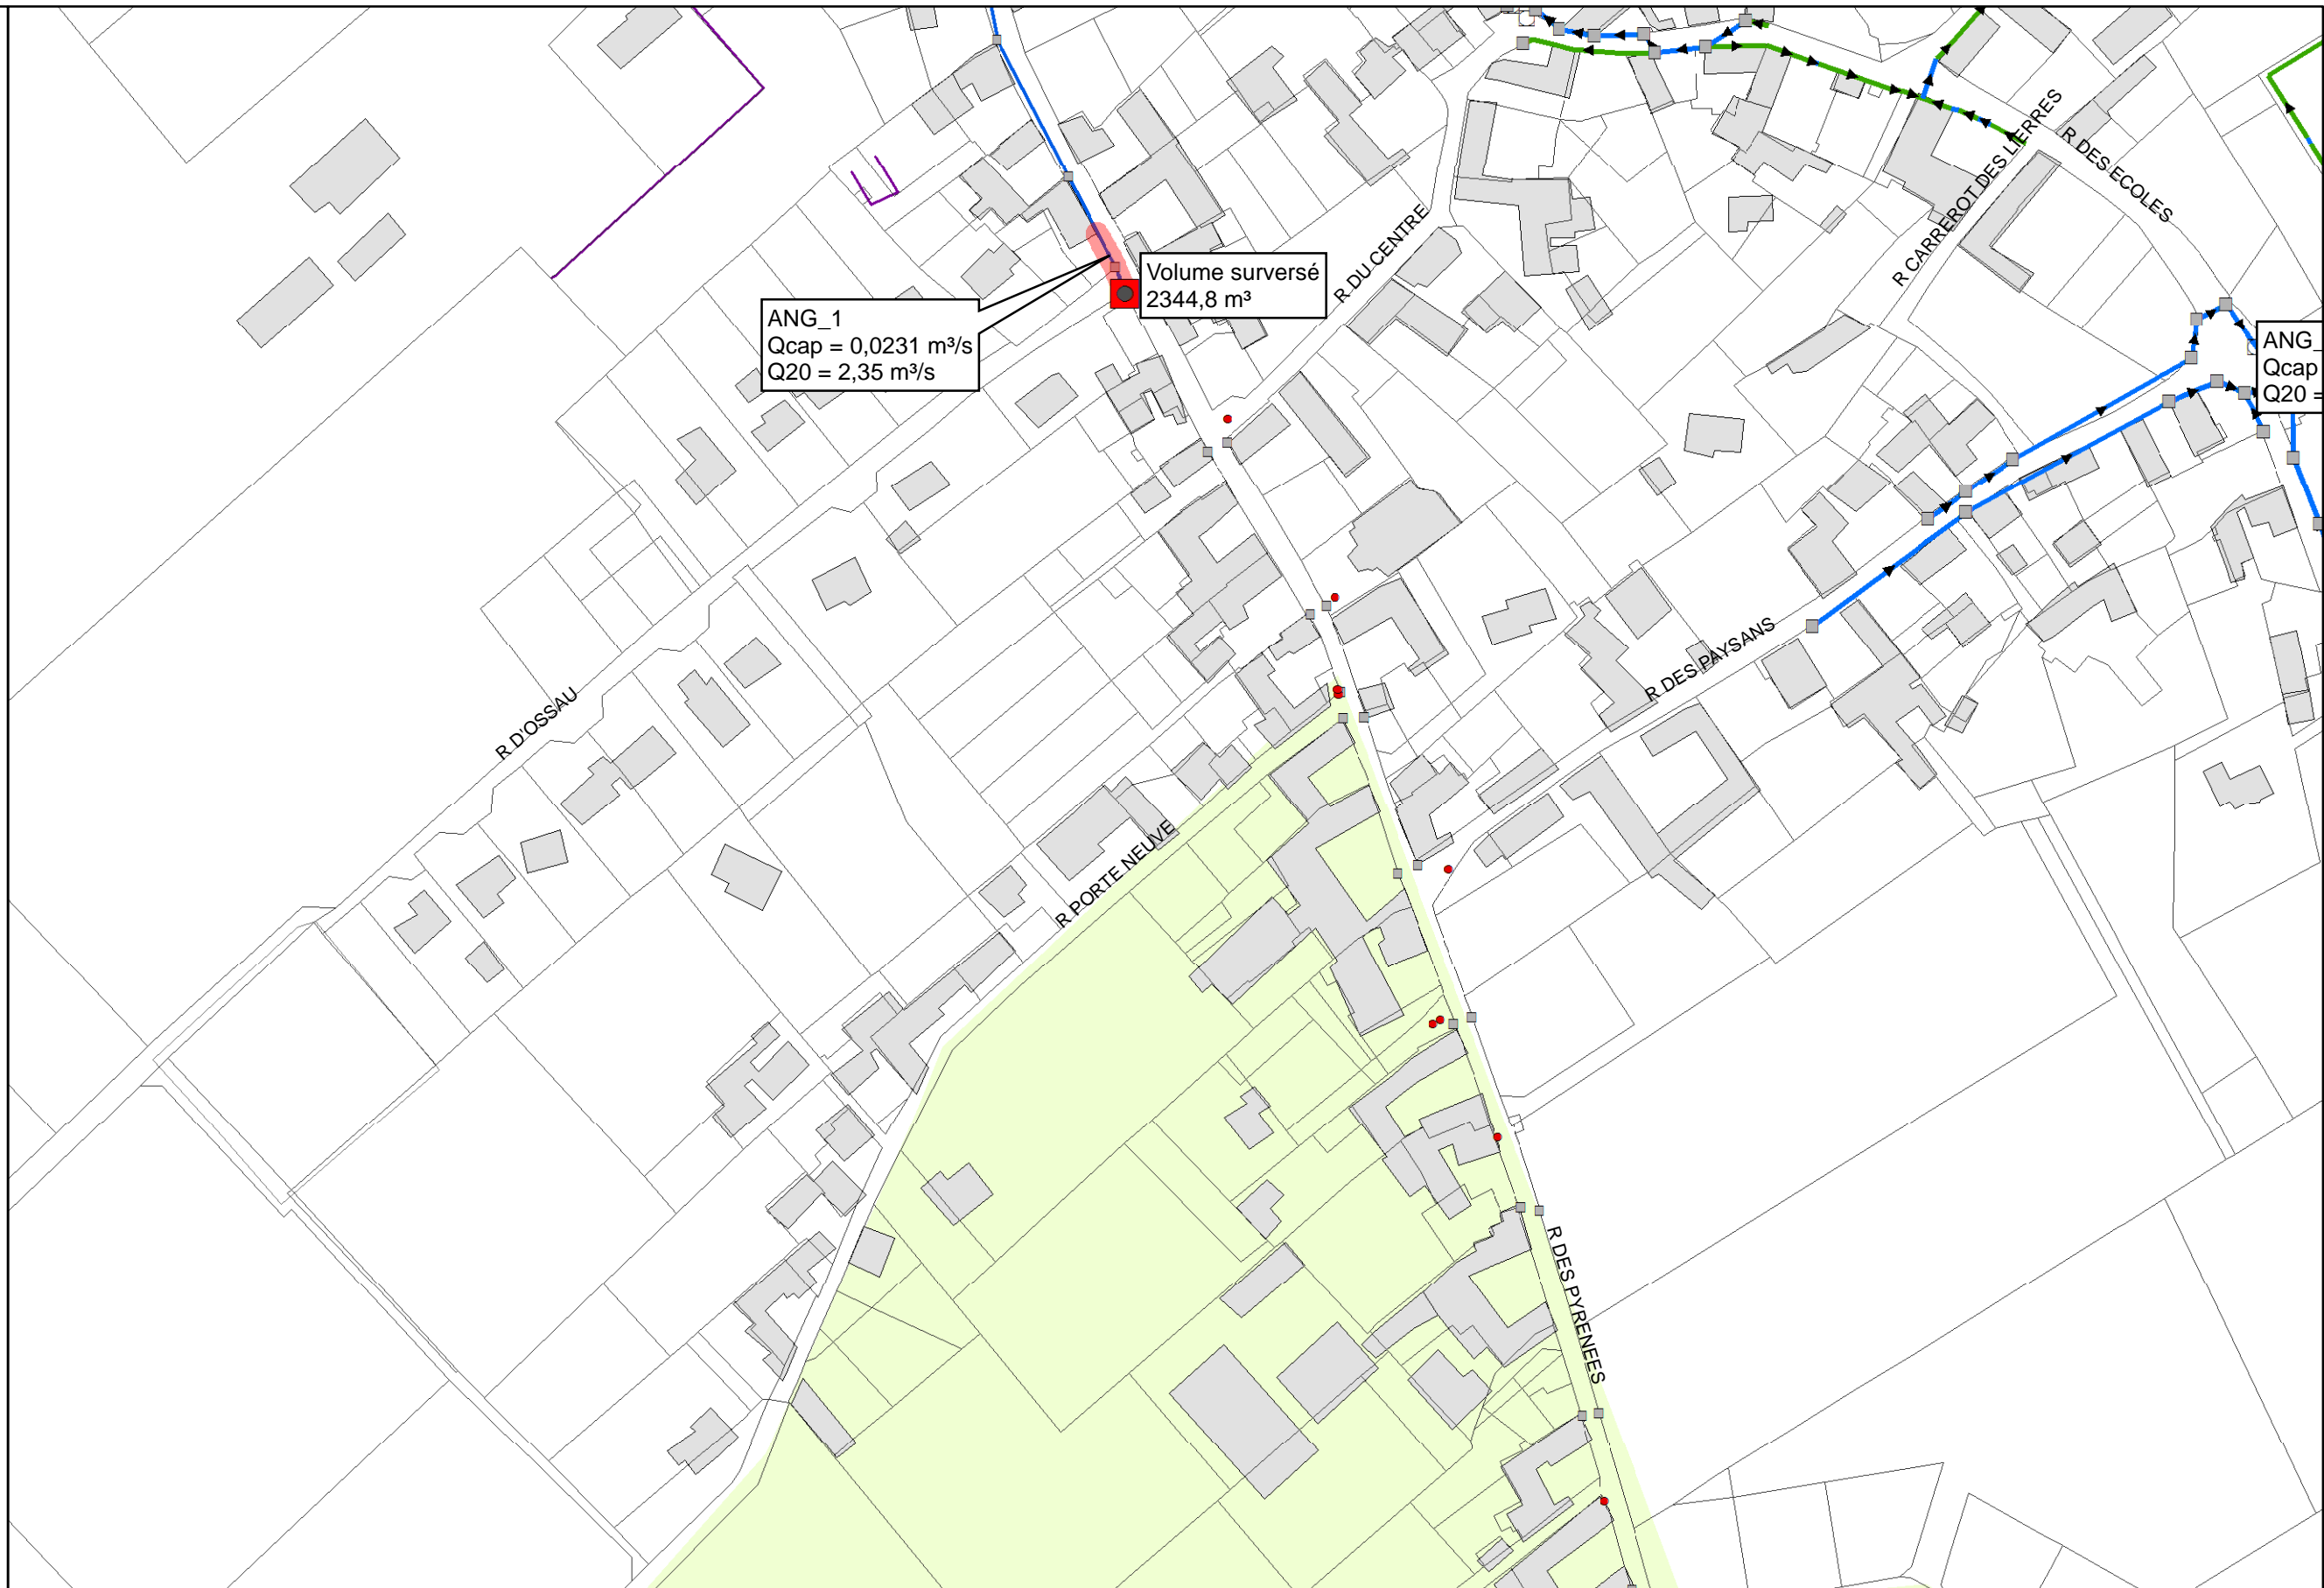 R CARREROT DES LIERRES
R DES ECOLES
R DU CENTRE
Volume surversé
2344,8 m³
ANG_1
Qcap = 0,0231 m³/s
Q20 = 2,35 m³/s
ANG_
Qcap
Q20 =
R DES PAYSANS
R D'OSSAU
R PORTE NEUVE
R DES PYRENEES